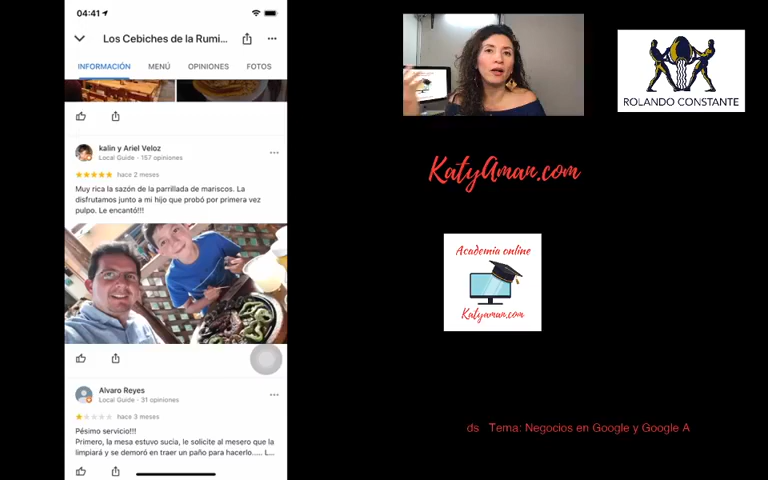 04:41
Los Cebiches de la Rumi...
INFORMACIÓN MENÚ OPINIONES FOTOS
kalin y Ariel Veloz
Local Guide - 157 opiniones
hace 2 meses
Muy rica la sazón de la parrillada de mariscos. La
disfrutamos junto a mi hijo que probó por primera vez
pulpo. Le encantó!!!
Alvaro Reyes
Local Guide - 31 opiniones
hace 3 meses
Pésimo servicio!!!
Primero, la mesa estuvo sucia, le solicite al mesero que la
limpiará y se demoró en traer un paño para hacerlo..... L...
ROLANDO CONSTANTE
KatyAman.com
Academia online
Katyaman.com
ds Tema: Negocios en Google y Google A